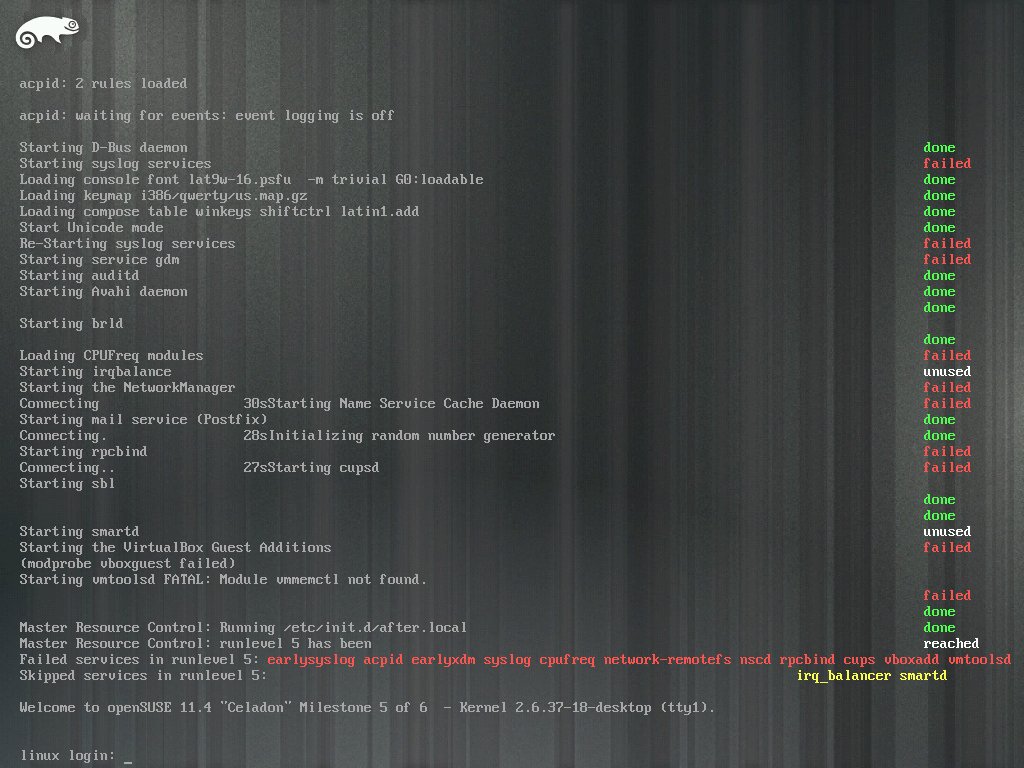 acpid: 2 rules loaded
acpid: waiting for events: event logging is off
Starting D-Bus daemon done
Starting syslog services failed
Loading console font lat9w-16.psfu -m trivial G0:loadable done
Loading keymap i386/qwerty/us.map.gz done
Loading compose table winkeys shiftctrl latin1.add done
Start Unicode mode done
Re-Starting syslog services failed
Starting service gdm failed
Starting auditd done
Starting Avahi daemon done
done
Starting brld
done
Loading CPUFreq modules failed
Starting irqbalance unused
Starting the NetworkManager failed
Connecting 30sStarting Name Service Cache Daemon failed
Starting mail service (Postfix) done
Connecting. 28sInitializing random number generator done
Starting rpcbind failed
Connecting.. 27sStarting cupsd failed
Starting sbl
done
done
Starting smartd unused
Starting the VirtualBox Guest Additions failed
(modprobe vboxguest failed)
Starting vmtoolsd FATAL: Module vmmemctl not found.
failed
done
Master Resource Control: Running /etc/init.d/after.local done
Master Resource Control: runlevel 5 has been reached
Failed services in runlevel 5: earlysyslog acpid earlyxdm syslog cpufreq network-remotefs nscd rpcbind cups vboxadd vmtoolsd
Skipped services in runlevel 5: irq_balancer smartd
Welcome to openSUSE 11.4 "Celadon" Milestone 5 of 6 - Kernel 2.6.37-18-desktop (tty1).
linux login: _